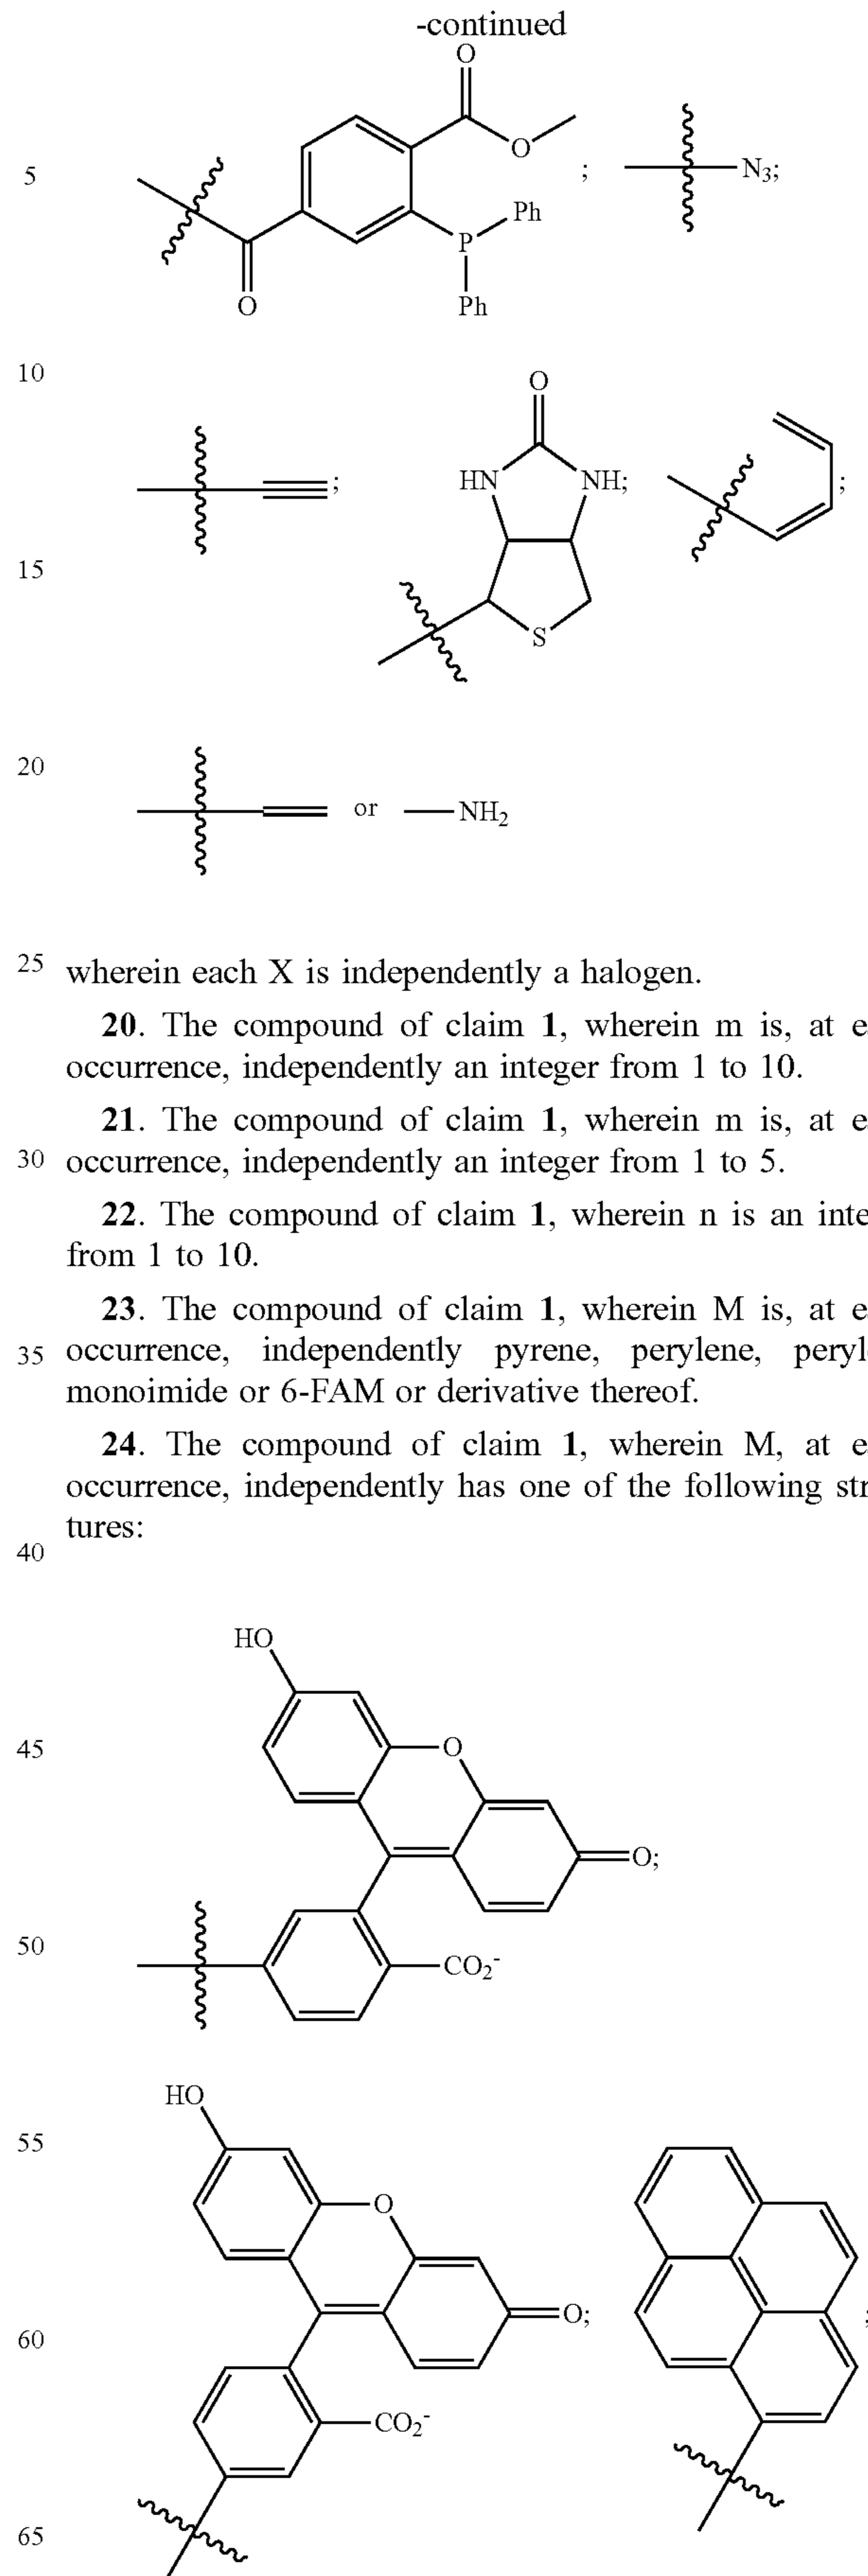 -continued
O
O
5
;
N3;
Ph
P
O
Ph
10
O
HN
NH;
;
;
15
S
20
or
NH2
25 wherein each X is independently a halogen.
20. The compound of claim 1, wherein m is, at e
occurrence, independently an integer from 1 to 10.
21. The compound of claim 1, wherein m is, at e
30 occurrence, independently an integer from 1 to 5.
22. The compound of claim 1, wherein n is an inte
from 1 to 10.
23. The compound of claim 1, wherein M is, at e
35 occurrence, independently pyrene, perylene, peryl
monoimide or 6-FAM or derivative thereof.
24. The compound of claim 1, wherein M, at e
occurrence, independently has one of the following str
tures:
40
HO
45
O
O;
50
CO2-
HO
55
O
O;
60
;
CO2-
65